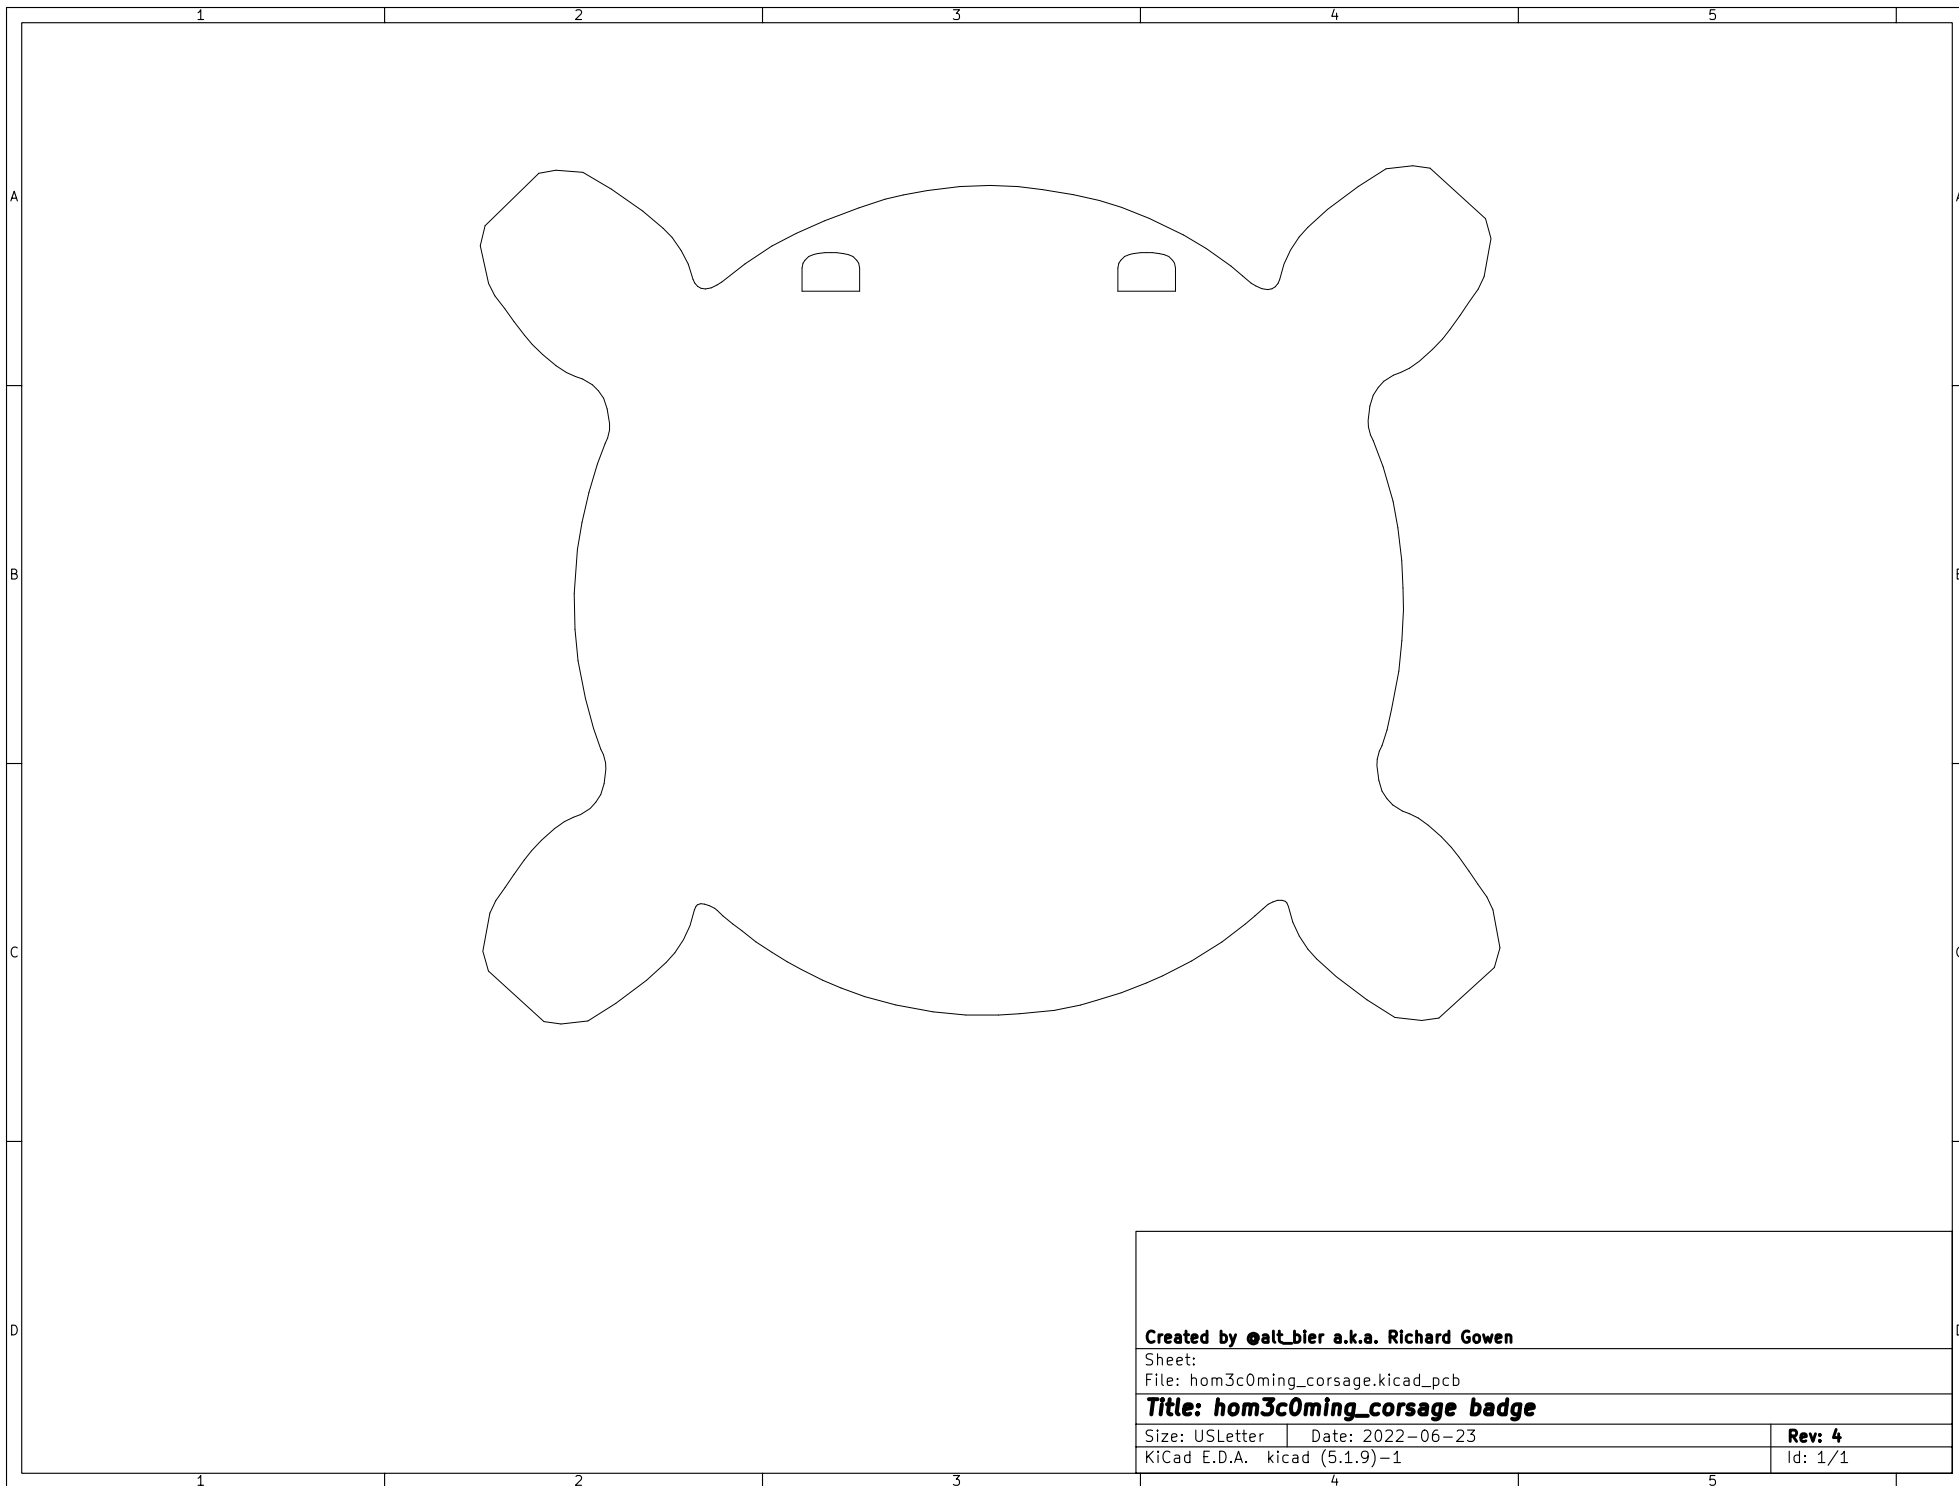 1 2 3 4 5
A A
B B
C C
D D
Created by @alt_bier a.k.a. Richard Gowen
Sheet:
File: hom3c0ming_corsage.kicad_pcb
Title: hom3c0ming_corsage badge
Size: USLetter Date: 2022-06-23 Rev: 4
KiCad E.D.A. kicad (5.1.9)-1 Id: 1/1
1 2 3 4 5